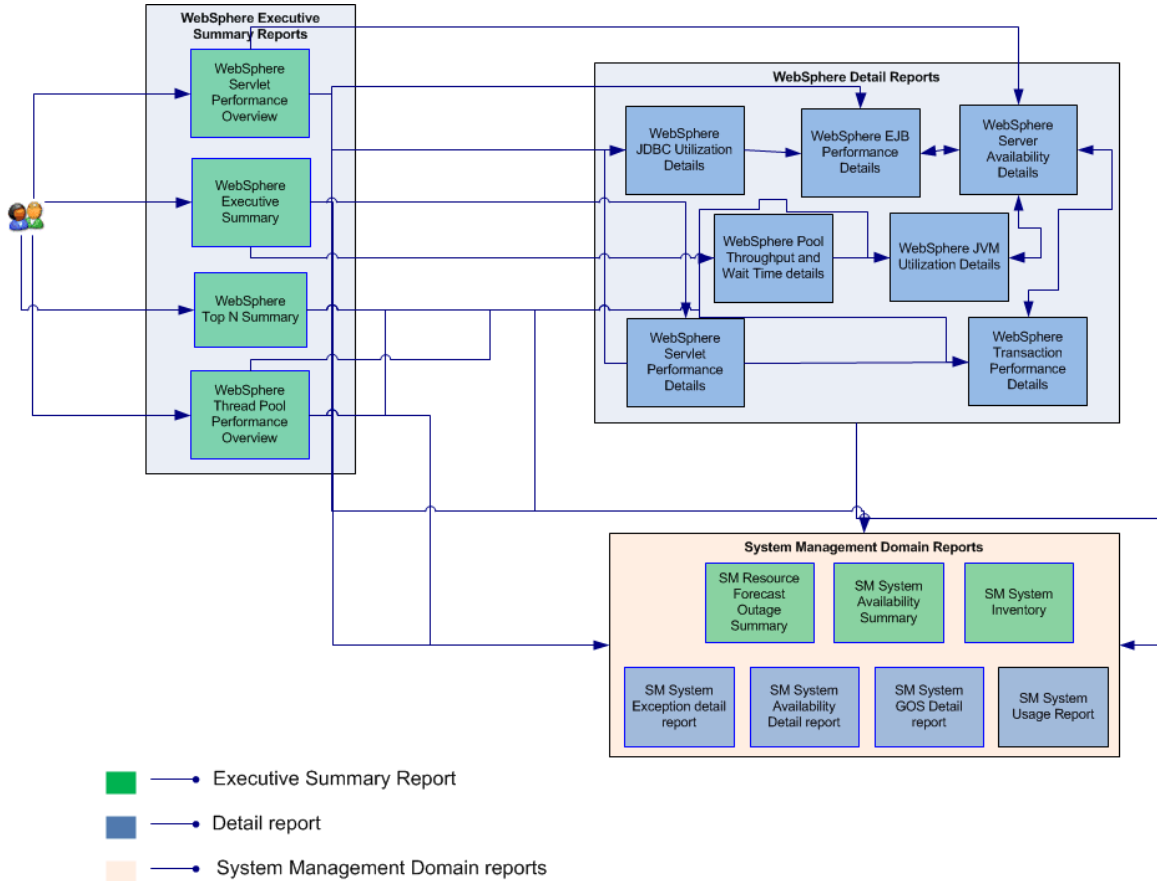 WebSphere Executive
Summary Reports
WebSphere
Servlet
Performance
Overview
WebSphere
Executive
Summary
WebSphere
Top N Summary
WebSphere
Thread Pool
Performance
Overview
WebSphere Detail Reports
WebSphere
JDBC Utilization
Details
WebSphere EJB
Performance
Details
WebSphere
Server
Availability
Details
WebSphere Pool
Throughput and
Wait Time details
WebSphere JVM
Utilization Details
WebSphere
Servlet
Performance
Details
WebSphere
Transaction
Performance
Details
System Management Domain Reports
SM Resource
Forecast
Outage
Summary
SM System
Availability
Summary
SM System
Inventory
SM System
Exception detail
report
SM System
Availability
Detail report
SM System
GOS Detail
report
SM System
Usage Report
Executive Summary Report
Detail report
System Management Domain reports